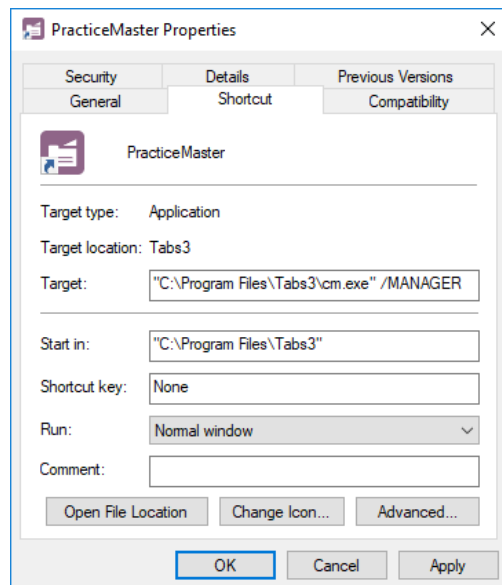 PracticeMaster Properties
Security Details Previous Versions
General Shortcut Compatibility
PracticeMaster
Target type: Application
Target location: Tabs3
Target: "C:\Program Files\Tabs3\cm.exe" /MANAGER
Start in: "C:\Program Files\Tabs3"
Shortcut key: None
Run: Normal window
Comment:
Open File Location Change Icon... Advanced...
OK Cancel Apply